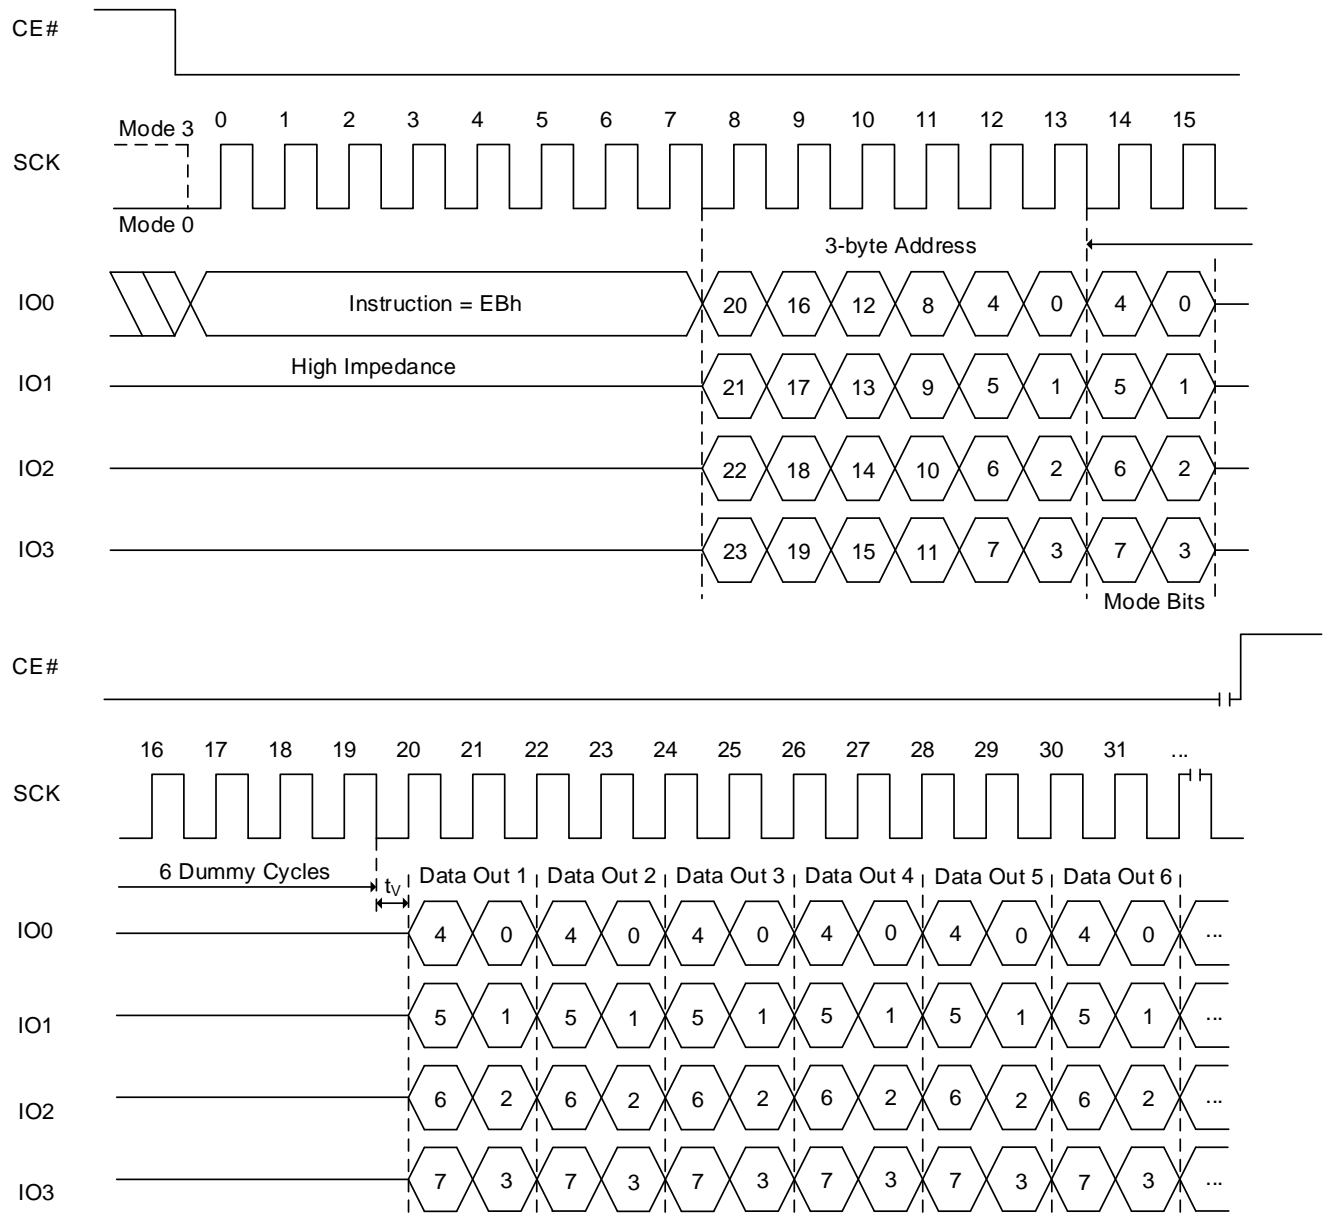 CE#
Mode 3 0 1 2 3 4 5 6 7 8 9 10 11 12 13 14 15
SCK
Mode 0
3-byte Address
IO0 Instruction = EBh 20 16 12 8 4 0 4 0
High Impedance
IO1 21 17 13 9 5 1 5 1
IO2 22 18 14 10 6 2 6 2
IO3 23 19 15 11 7 3 7 3
Mode Bits
CE#
16 17 18 19 20 21 22 23 24 25 26 27 28 29 30 31 ...
SCK
6 Dummy Cycles tV Data Out 1 Data Out 2 Data Out 3 Data Out 4 Data Out 5 Data Out 6
IO0 4 0 4 0 4 0 4 0 4 0 4 0 ...
IO1 5 1 5 1 5 1 5 1 5 1 5 1 ...
IO2 6 2 6 2 6 2 6 2 6 2 6 2 ...
IO3 7 3 7 3 7 3 7 3 7 3 7 3 ...